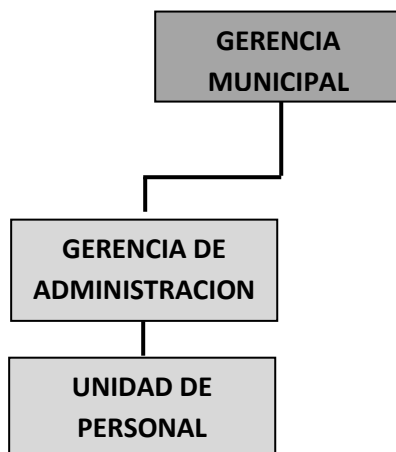 GERENCIA
MUNICIPAL
GERENCIA DE
ADMINISTRACION
UNIDAD DE
PERSONAL